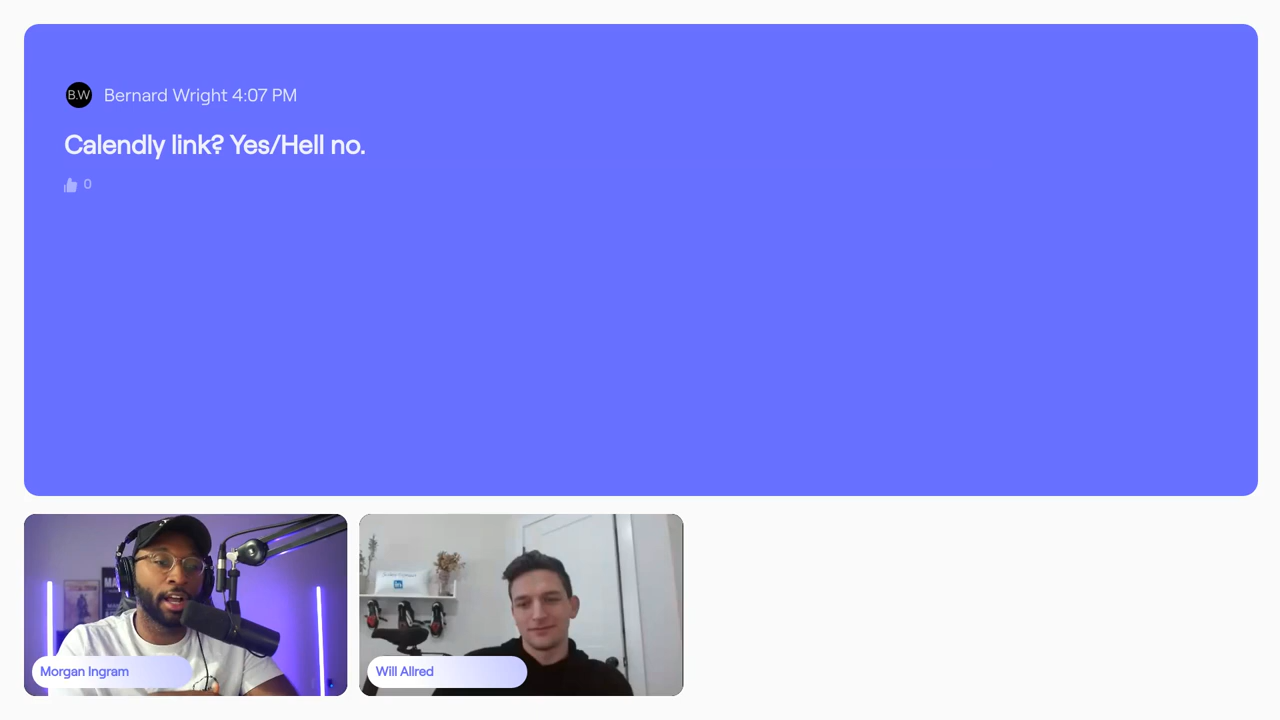 B.W
Bernard Wright 4:07 PM
Calendly link? Yes/Hell no.
0
Morgan Ingram
Will Allred